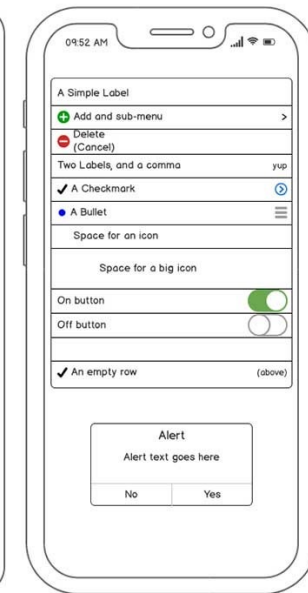 09:52 AM
A Simple Label
Add and sub-menu >
Delete
(Cancel)
Two Labels, and a comma yup
A Checkmark
A Bullet
Space for an icon
Space for a big icon
On button
Off button
An empty row (above)
Alert
Alert text goes here
No Yes